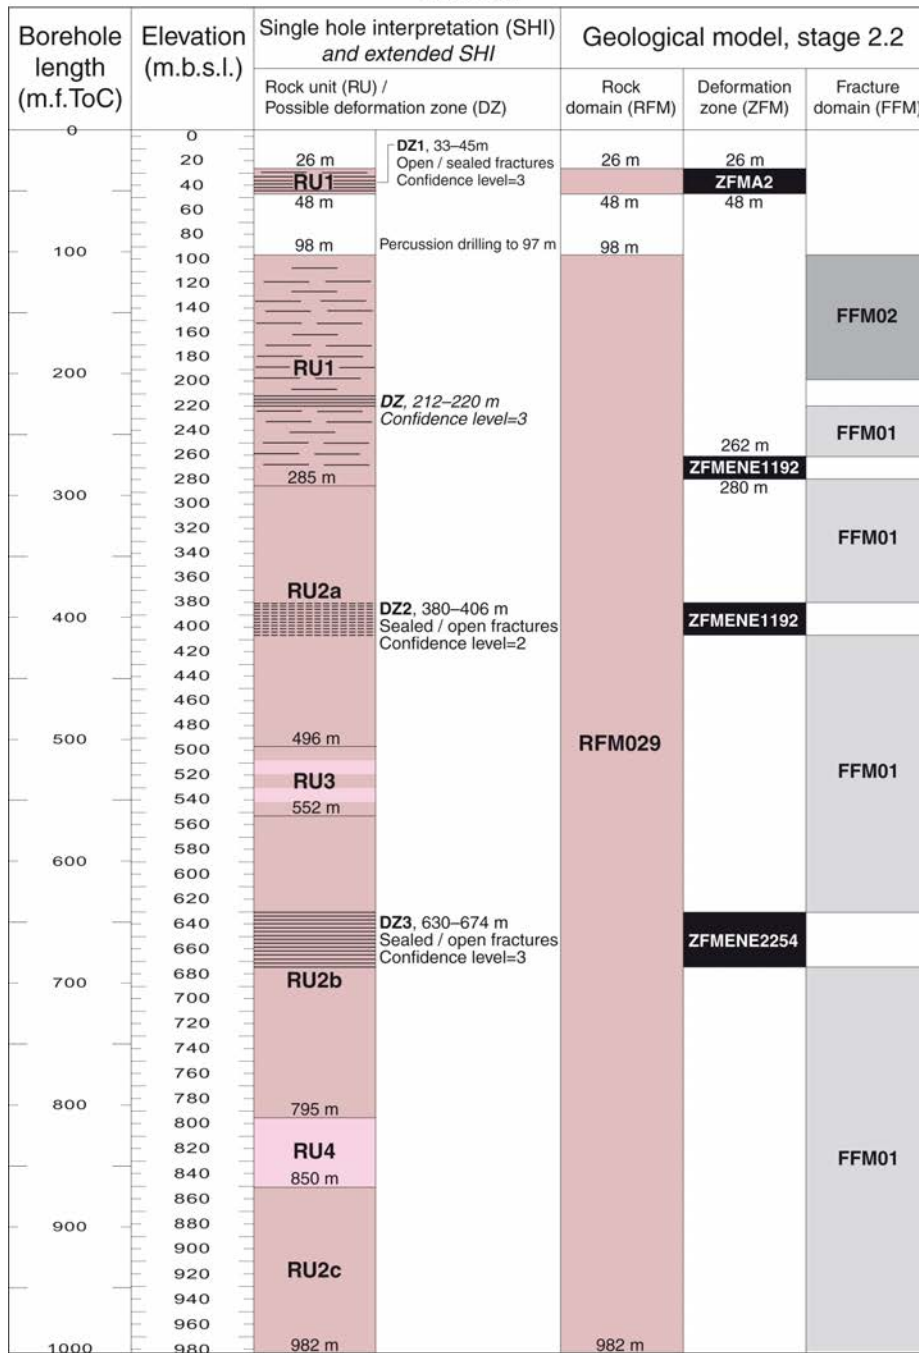 Borehole
length
(m.f.ToC)
Elevation
(m.b.s.l.)
Single hole interpretation (SHI)
and extended SHI
Geological model, stage 2.2
Rock unit (RU) /
Possible deformation zone (DZ)
Rock
domain (RFM)
Deformation
zone (ZFM)
Fracture
domain (FFM)
0
100
200
300
400
500
600
700
800
900
1000
0
20
40
60
80
100
120
140
160
180
200
220
240
260
280
300
320
340
360
380
400
420
440
460
480
500
520
540
560
580
600
620
640
660
680
700
720
740
760
780
800
820
840
860
880
900
920
940
960
980
26 m
RU1
48 m
98 m
RU1
285 m
RU2a
496 m
RU3
552 m
RU2b
795 m
RU4
850 m
RU2c
982 m
DZ1, 33–45m
Open / sealed fractures
Confidence level=3
Percussion drilling to 97 m
DZ, 212–220 m
Confidence level=3
DZ2, 380–406 m
Sealed / open fractures
Confidence level=2
DZ3, 630–674 m
Sealed / open fractures
Confidence level=3
26 m
48 m
98 m
RFM029
982 m
26 m
ZFMA2
48 m
262 m
ZFMENE1192
280 m
ZFMENE1192
ZFMENE2254
FFM02
FFM01
FFM01
FFM01
FFM01